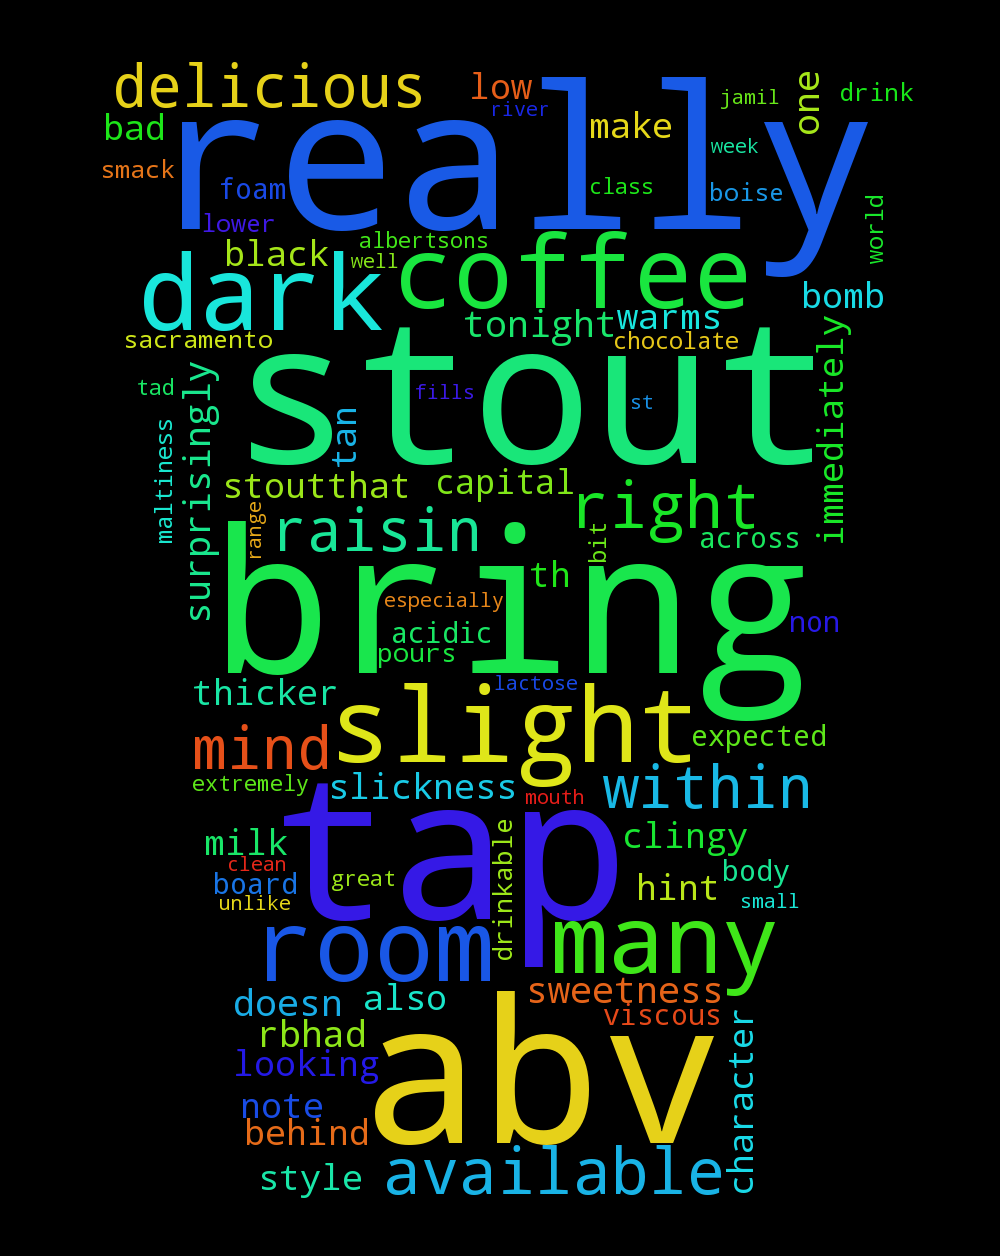 delicious
low
river
really
make
jamil
one
drink
bad
week
smack
foam
class
boise
world
lower
albertsons
black
well
coffee
dark
bomb
tonight
warms
sacramento
chocolate
stout
immediately
surprisingly
tad
fills
st
tan
maltiness
stoutthat
capital
right
range
raisin
bit
across
bring
th
especially
acidic
non
pours
thicker
lactose
slight
mind
expected
extremely
slickness
mouth
within
tap
milk
clingy
clean
board
great
drinkable
body
hint
unlike
small
room
many
doesn
also
sweetness
viscous
rbhad
abv
character
looking
note
behind
style
available